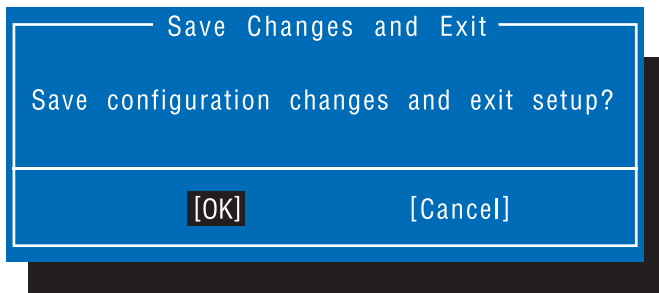 Save Changes and Exit
Save configuration changes and exit setup?
[OK] [Cancel]